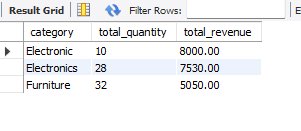 Result Grid Filter Rows: E
category total_quantity total_revenue
Electronic 10 8000.00
Electronics 28 7530.00
Furniture 32 5050.00